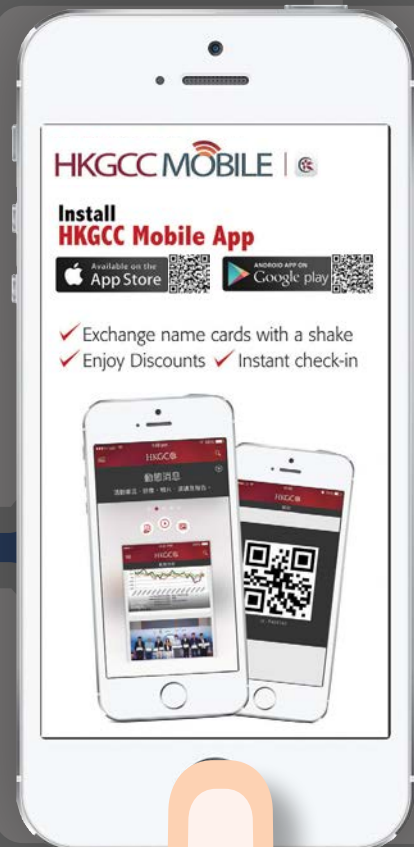 HKGCC MOBILE
Install
HKGCC Mobile App
Available on the
App Store
ANDROID APP ON
Google play
✓ Exchange name cards with a shake
✓ Enjoy Discounts ✓ Instant check-in
HKGCC
動態消息
HKGCC